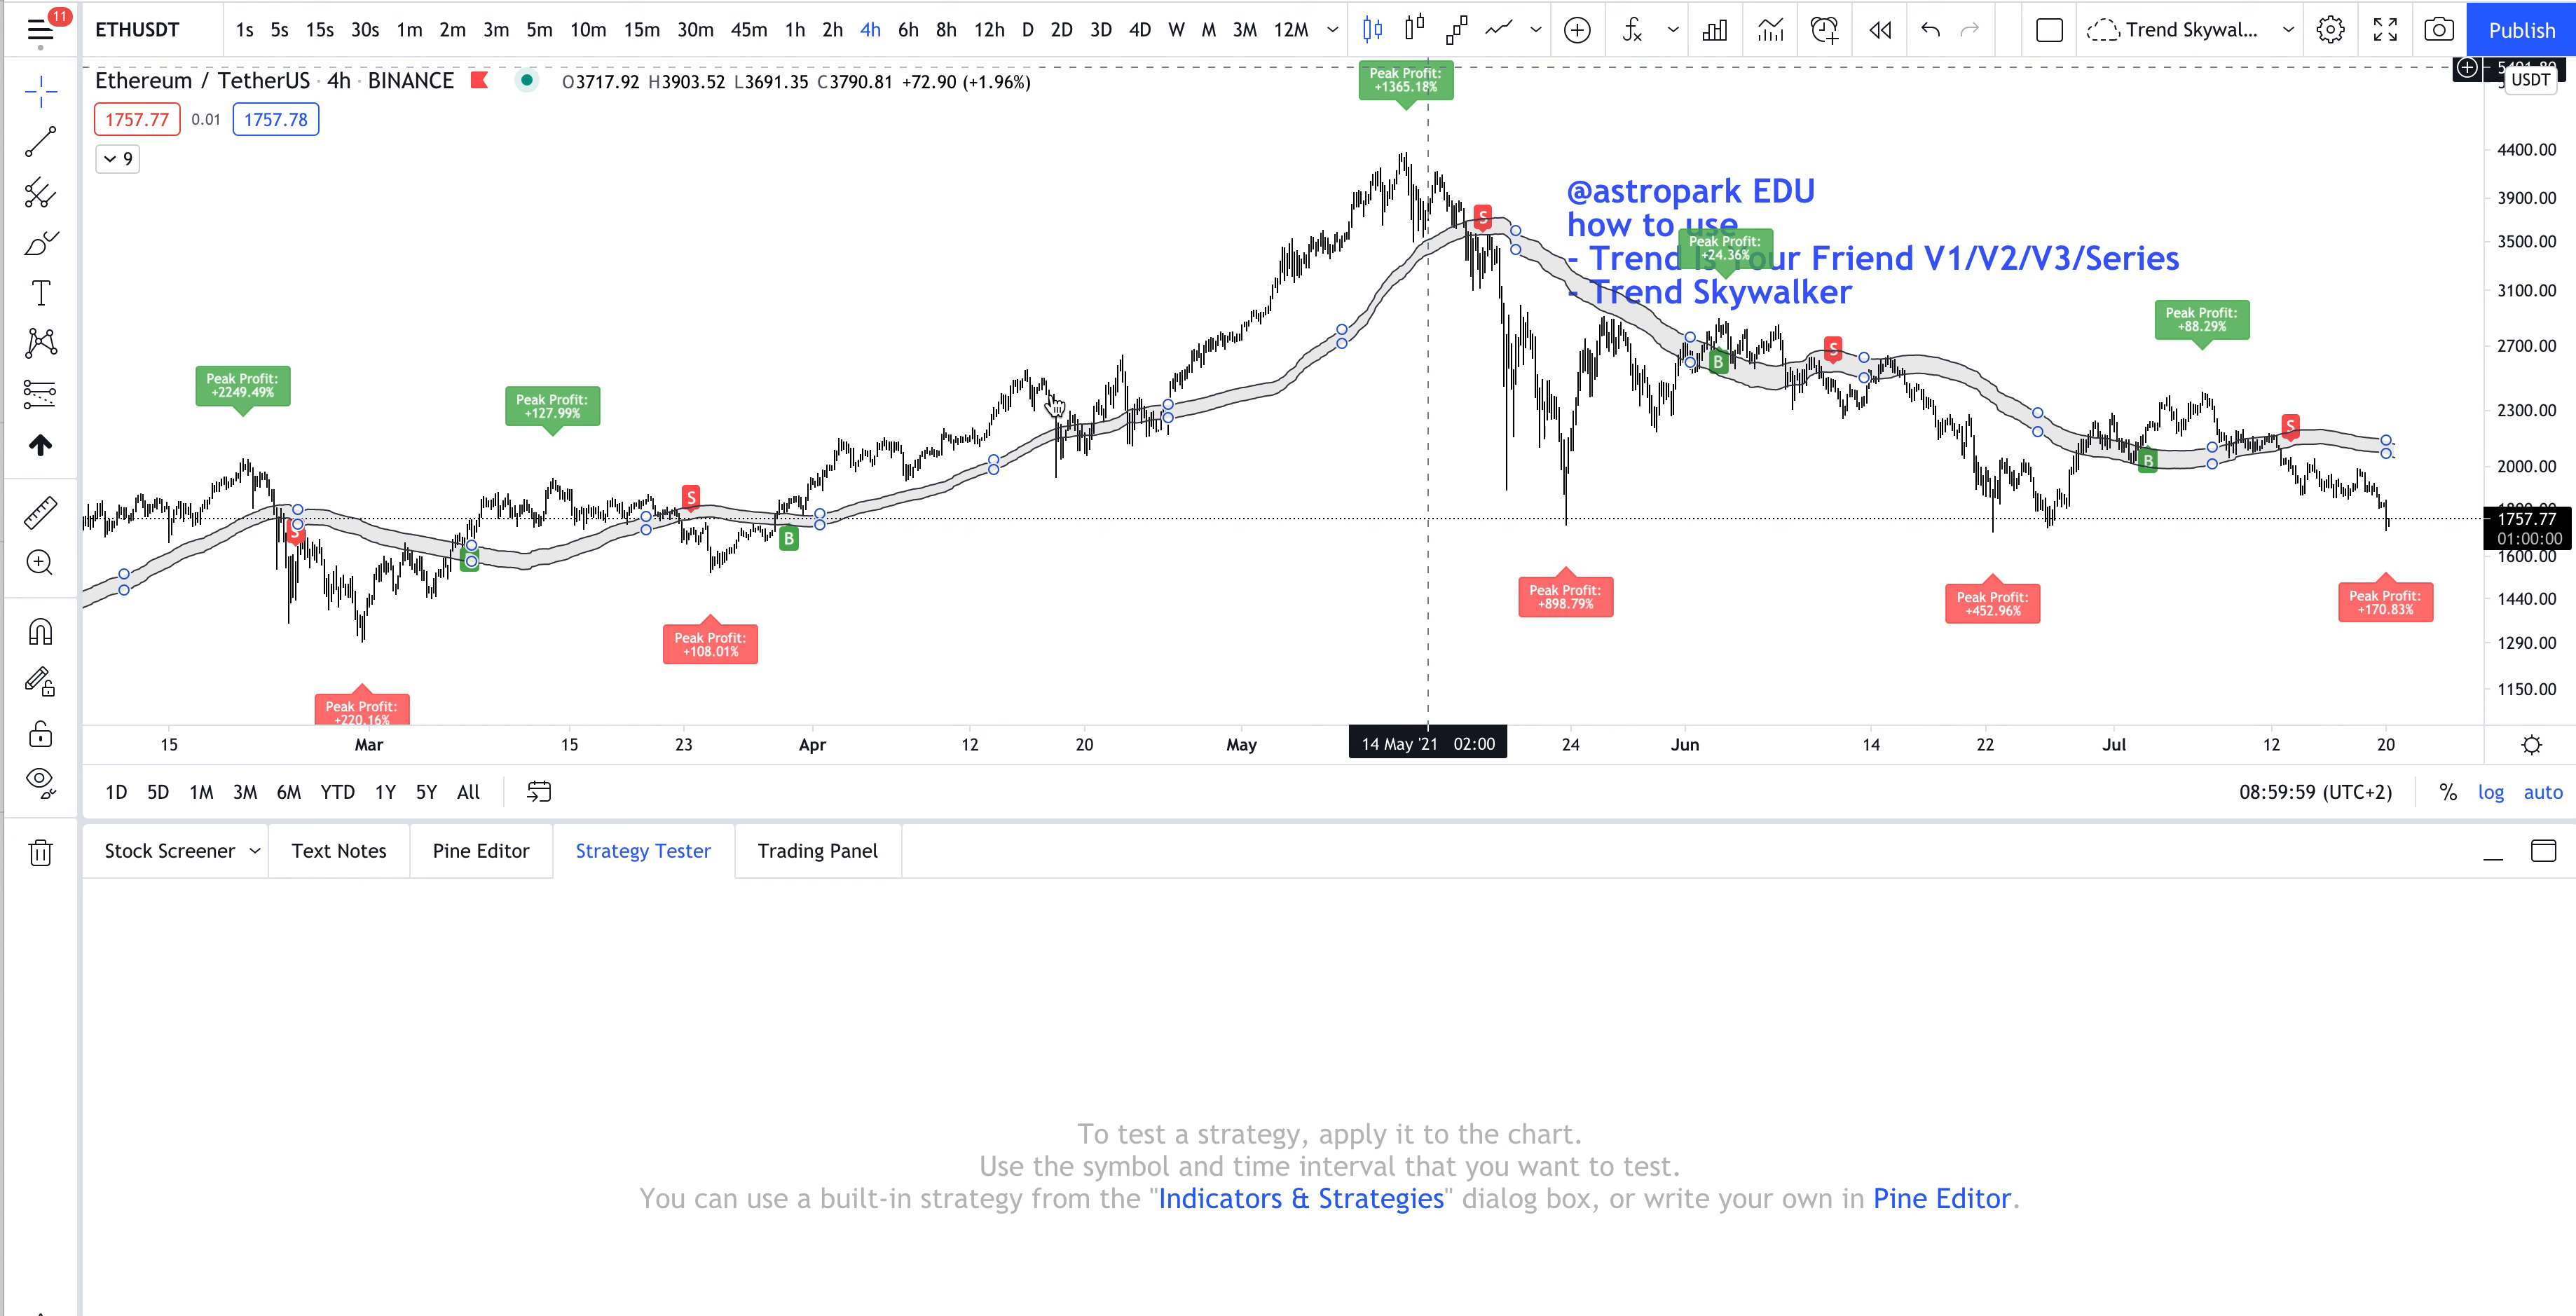 11
ETHUSDT 1s 5s 15s 30s 1m 2m 3m 5m 10m 15m 30m 45m 1h 2h 4h 6h 8h 12h D 2D 3D 4D W M 3M 12M Trend Skywal... Publish
Ethereum / TetherUS · 4h · BINANCE O3717.92 H3903.52 L3691.35 C3790.81 +72.90 (+1.96%)
USDT
1757.77 0.01 1757.78
9
Peak Profit:
+1365.18%
@astropark EDU
how to use
- Trend Is Your Friend V1/V2/V3/Series
- Trend Skywalker
Peak Profit:
+24.36%
Peak Profit:
+88.29%
Peak Profit:
+2249.49%
Peak Profit:
+127.99%
S
S
S
S
S
B
B
B
B
Peak Profit:
+898.79%
Peak Profit:
+452.96%
Peak Profit:
+170.83%
Peak Profit:
+108.01%
Peak Profit:
+220.16%
4400.00
3900.00
3500.00
3100.00
2700.00
2300.00
2000.00
1757.77
01:00:00
1600.00
1440.00
1290.00
1150.00
15 Mar 15 23 Apr 12 20 May 14 May '21 02:00 24 Jun 14 22 Jul 12 20
1D 5D 1M 3M 6M YTD 1Y 5Y All 08:59:59 (UTC+2) % log auto
Stock Screener Text Notes Pine Editor Strategy Tester Trading Panel
To test a strategy, apply it to the chart.
Use the symbol and time interval that you want to test.
You can use a built-in strategy from the "Indicators & Strategies" dialog box, or write your own in Pine Editor.